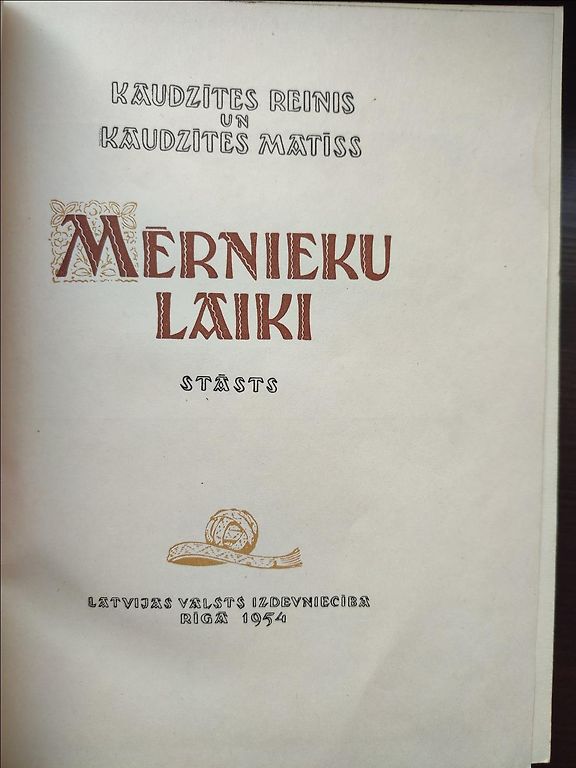 KAUDZĪTES REINIS
UN
KAUDZĪTES MATĪSS
MĒRNIEKU
LAIKI
STĀSTS
LATVIJAS VALSTS IZDEVNIECĪBA
RĪGĀ 1954